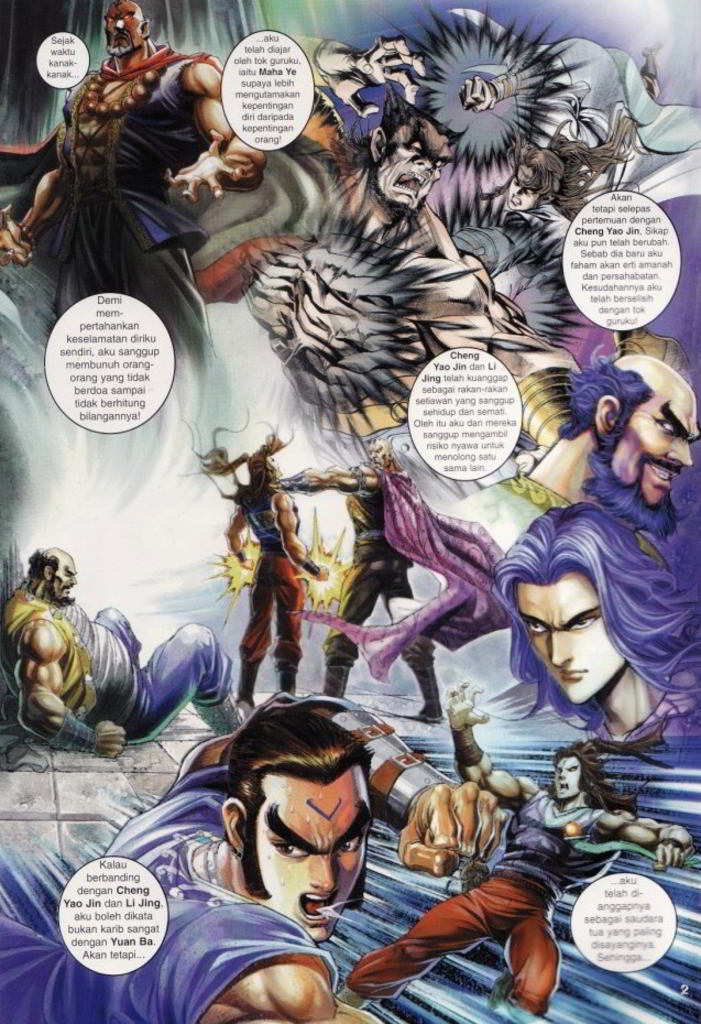 Sejak
waktu
kanak-
kanak...
...aku
telah diajar
oleh tok guruku,
iaitu Maha Ye
supaya lebih
mengutamakan
kepentingan
diri daripada
kepentingan
orang!
Akan
tetapi selepas
pertemuan dengan
Cheng Yao Jin, Sikap
aku pun telah berubah.
Sebab dia baru aku
faham akan erti amanah
dan persahabatan.
Kesudahannya aku
telah berselisih
dengan tok
guruku!
Demi
mem-
pertahankan
keselamatan diriku
sendiri, aku sanggup
membunuh orang-
orang yang tidak
berdoa sampai
tidak berhitung
bilangannya!
Cheng
Yao Jin dan Li
Jing telah kuanggap
sebagai rakan-rakan
setiawan yang sanggup
sehidup dan semati.
Oleh itu aku dan mereka
sanggup mengambil
risiko nyawa untuk
menolong satu
sama lain.
Kalau
berbanding
dengan Cheng
Yao Jin dan Li Jing,
aku boleh dikata
bukan karib sangat
dengan Yuan Ba.
Akan tetapi...
...aku
telah di-
anggapnya
sebagai saudara
tua yang paling
disayanginya.
Sehingga...
2